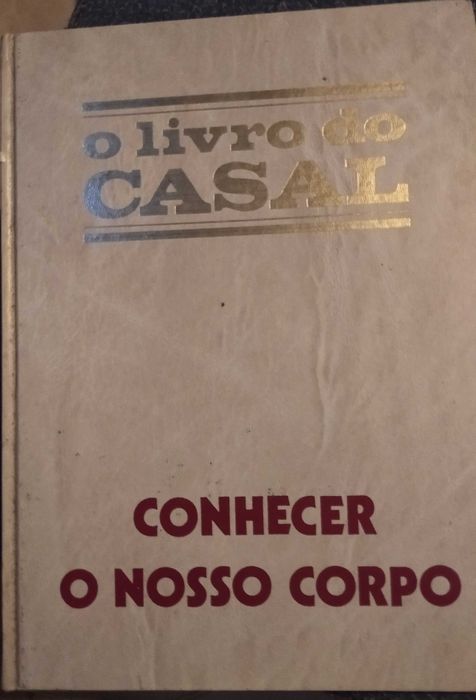 o livro do
CASAL
CONHECER
O NOSSO CORPO